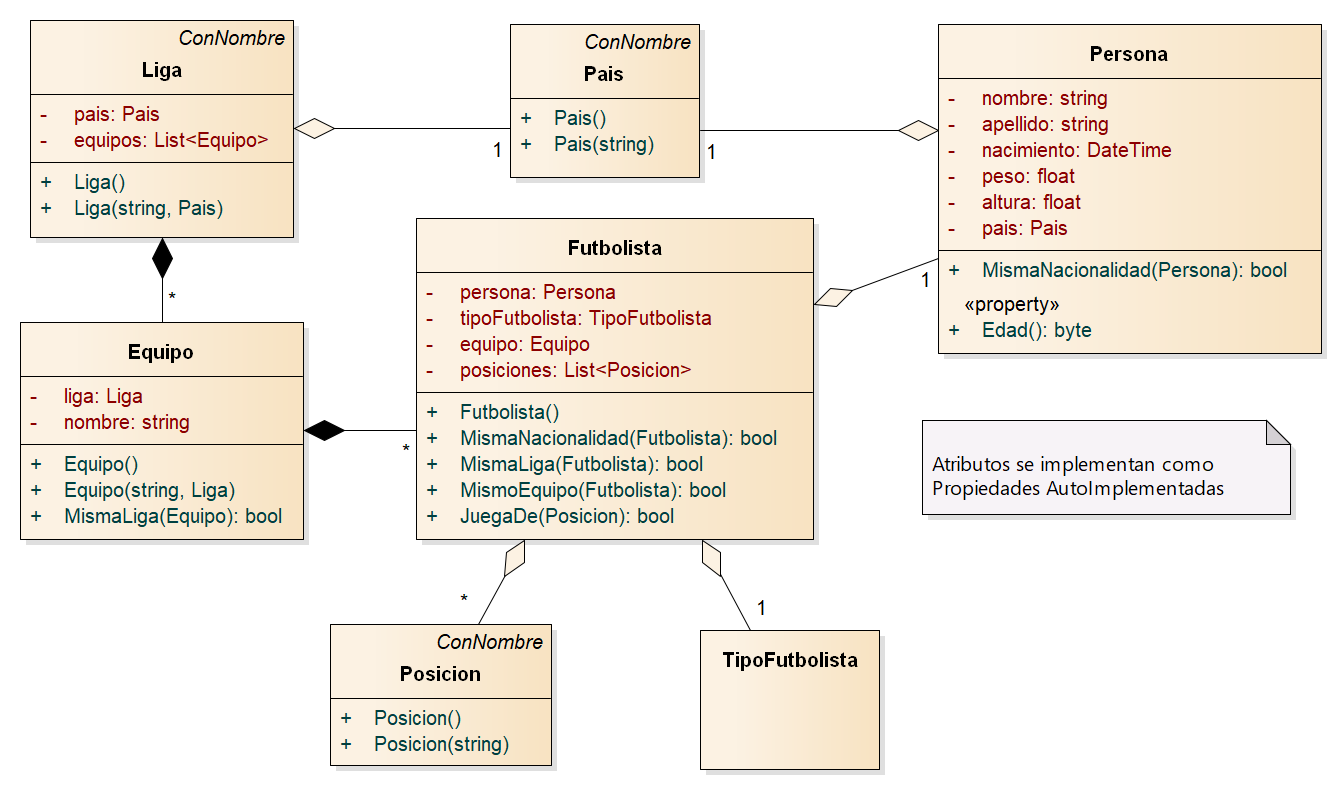 ConNombre
Liga
- pais: Pais
- equipos: List<Equipo>
+ Liga()
+ Liga(string, Pais)
1
ConNombre
Pais
+ Pais()
+ Pais(string)
1
Persona
- nombre: string
- apellido: string
- nacimiento: DateTime
- peso: float
- altura: float
- pais: Pais
+ MismaNacionalidad(Persona): bool
«property»
+ Edad(): byte
1
*
Equipo
- liga: Liga
- nombre: string
+ Equipo()
+ Equipo(string, Liga)
+ MismaLiga(Equipo): bool
*
Futbolista
- persona: Persona
- tipoFutbolista: TipoFutbolista
- equipo: Equipo
- posiciones: List<Posicion>
+ Futbolista()
+ MismaNacionalidad(Futbolista): bool
+ MismaLiga(Futbolista): bool
+ MismoEquipo(Futbolista): bool
+ JuegaDe(Posicion): bool
Atributos se implementan como
Propiedades AutoImplementadas
*
1
ConNombre
Posicion
+ Posicion()
+ Posicion(string)
TipoFutbolista